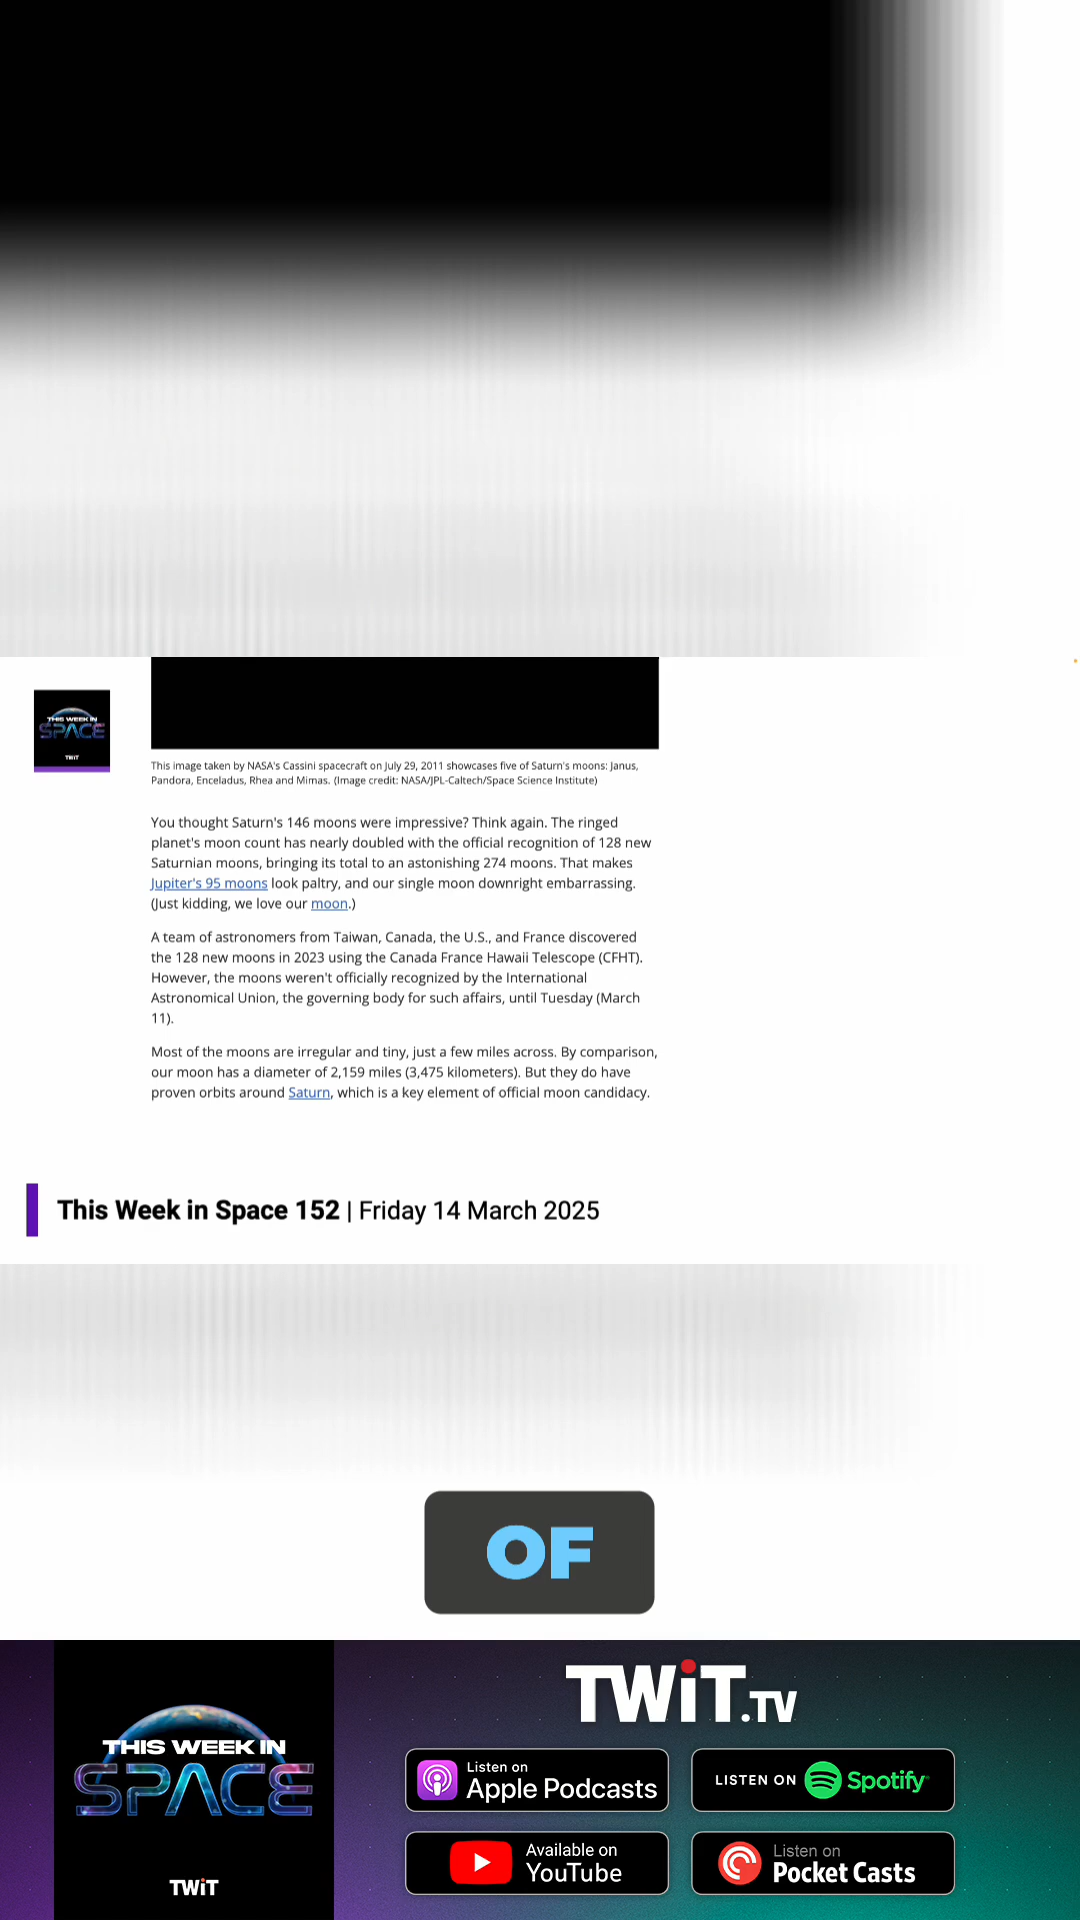 THIS WEEK IN
SPACE
TWiT
This image taken by NASA's Cassini spacecraft on July 29, 2011 showcases five of Saturn's moons: Janus,
Pandora, Enceladus, Rhea and Mimas. (Image credit: NASA/JPL-Caltech/Space Science Institute)
You thought Saturn's 146 moons were impressive? Think again. The ringed
planet's moon count has nearly doubled with the official recognition of 128 new
Saturnian moons, bringing its total to an astonishing 274 moons. That makes
Jupiter's 95 moons look paltry, and our single moon downright embarrassing.
(Just kidding, we love our moon.)
A team of astronomers from Taiwan, Canada, the U.S., and France discovered
the 128 new moons in 2023 using the Canada France Hawaii Telescope (CFHT).
However, the moons weren't officially recognized by the International
Astronomical Union, the governing body for such affairs, until Tuesday (March
11).
Most of the moons are irregular and tiny, just a few miles across. By comparison,
our moon has a diameter of 2,159 miles (3,475 kilometers). But they do have
proven orbits around Saturn, which is a key element of official moon candidacy.
This Week in Space 152 | Friday 14 March 2025
OF
THIS WEEK IN
SPACE
TWiT
TWiT.TV
Listen on
Apple Podcasts
LISTEN ON Spotify
Available on
YouTube
Listen on
Pocket Casts